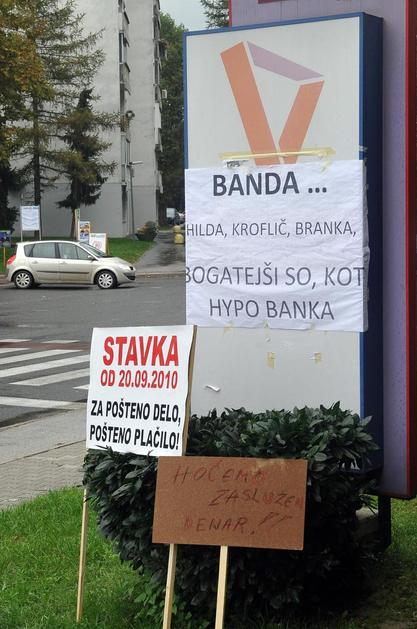 BANDA ...
HILDA, KROFLIČ, BRANKA,
BOGATEJŠI SO, KOT
HYPO BANKA
STAVKA
OD 20.09.2010
ZA POŠTENO DELO,
POŠTENO PLAČILO!
HOČEMO
ZASLUŽEN
DENAR.!!